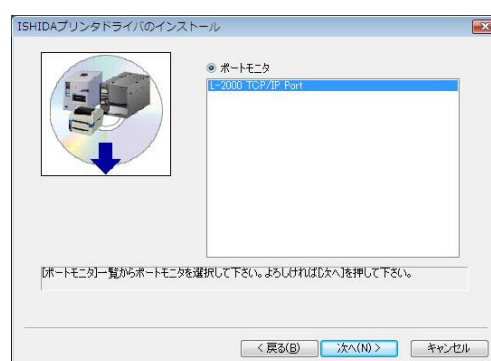 ISHIDAプリンタドライバのインストール
ポートモニタ
L-2000 TCP/IP Port
[ポートモニタ]一覧からポートモニタを選択して下さい。よろしければ[次へ]を押して下さい。
< 戻る(B)
次へ(N) >
キャンセル